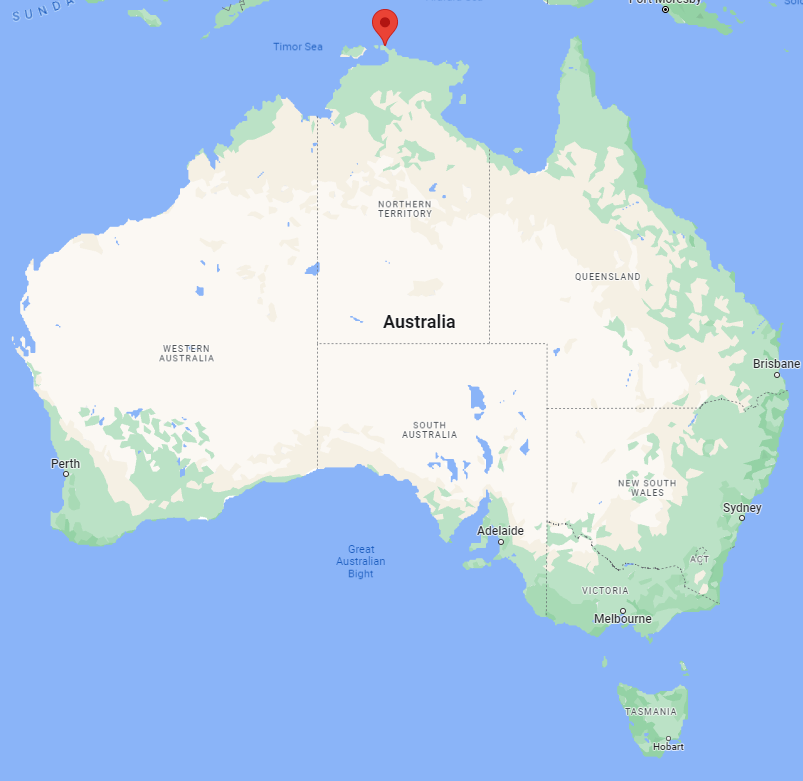 SUNDA
Port Moresby
Timor Sea
NORTHERN
TERRITORY
QUEENSLAND
Australia
WESTERN
AUSTRALIA
Brisbane
SOUTH
AUSTRALIA
Perth
NEW SOUTH
WALES
Sydney
Adelaide
Great
Australian
Bight
ACT
VICTORIA
Melbourne
TASMANIA
Hobart